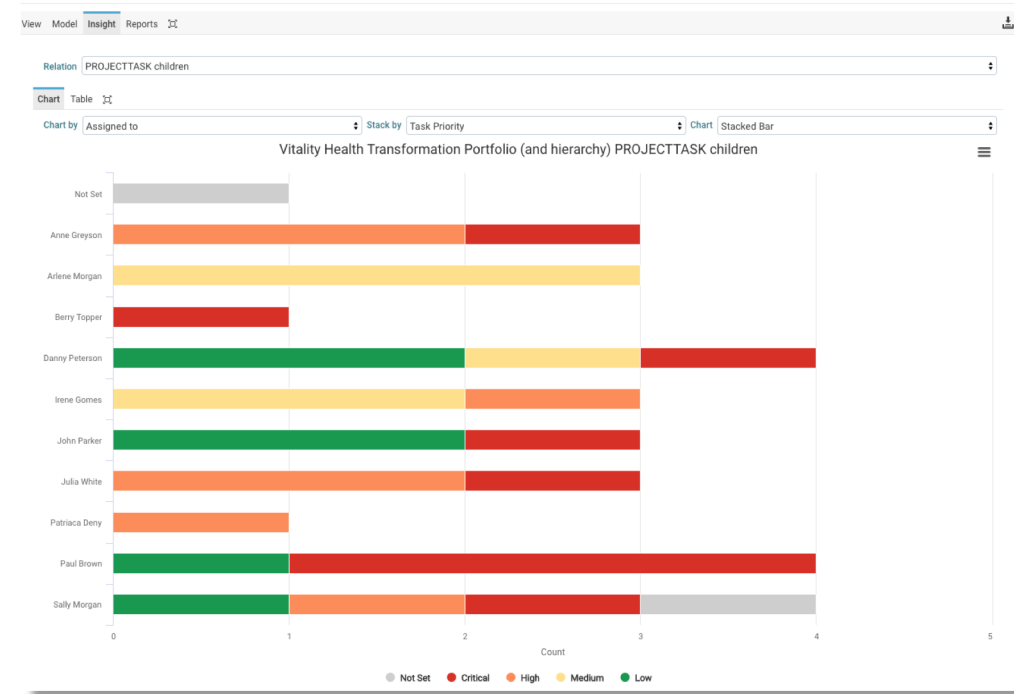 View Model Insight Reports
Relation PROJECTTASK children
Chart Table
Chart by Assigned to Stack by Task Priority Chart Stacked Bar
Vitality Health Transformation Portfolio (and hierarchy) PROJECTTASK children
Not Set
Anne Greyson
Arlene Morgan
Berry Topper
Danny Peterson
Irene Gomes
John Parker
Julia White
Patriaca Deny
Paul Brown
Sally Morgan
0 1 2 3 4 5
Count
Not Set Critical High Medium Low